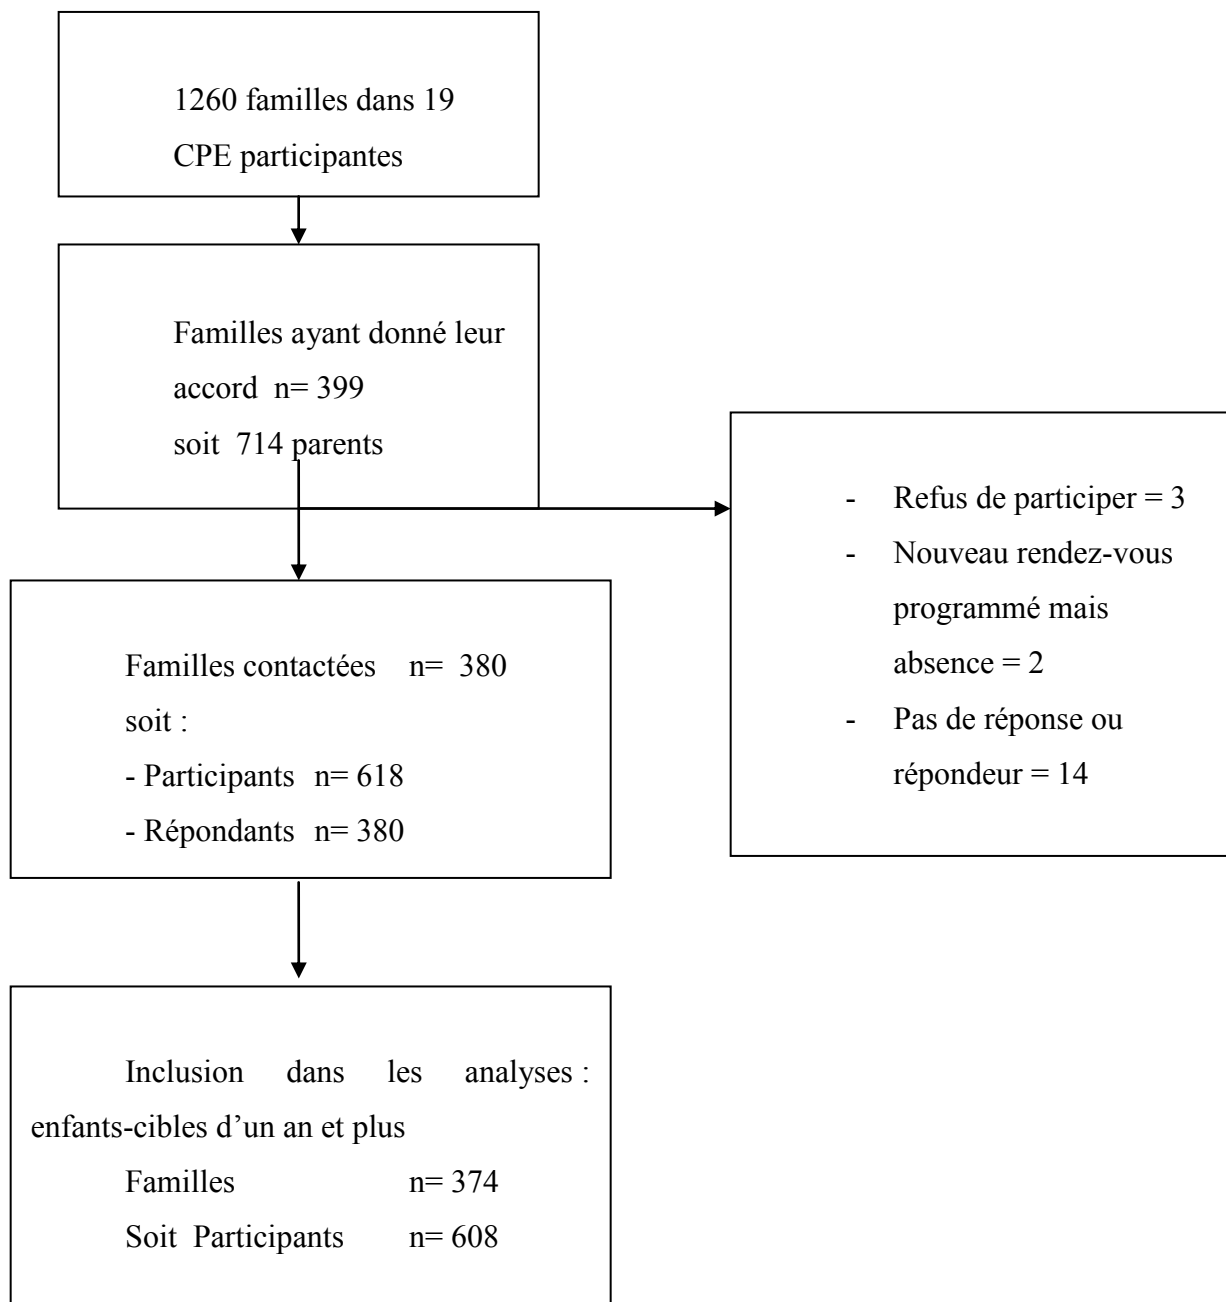 1260 familles dans 19
CPE participantes
Familles ayant donné leur
accord n= 399
soit 714 parents
- Refus de participer = 3
- Nouveau rendez-vous
programmé mais
absence = 2
- Pas de réponse ou
répondeur = 14
Familles contactées n= 380
soit :
- Participants n= 618
- Répondants n= 380
Inclusion dans les analyses :
enfants-cibles d’un an et plus
Familles n= 374
Soit Participants n= 608